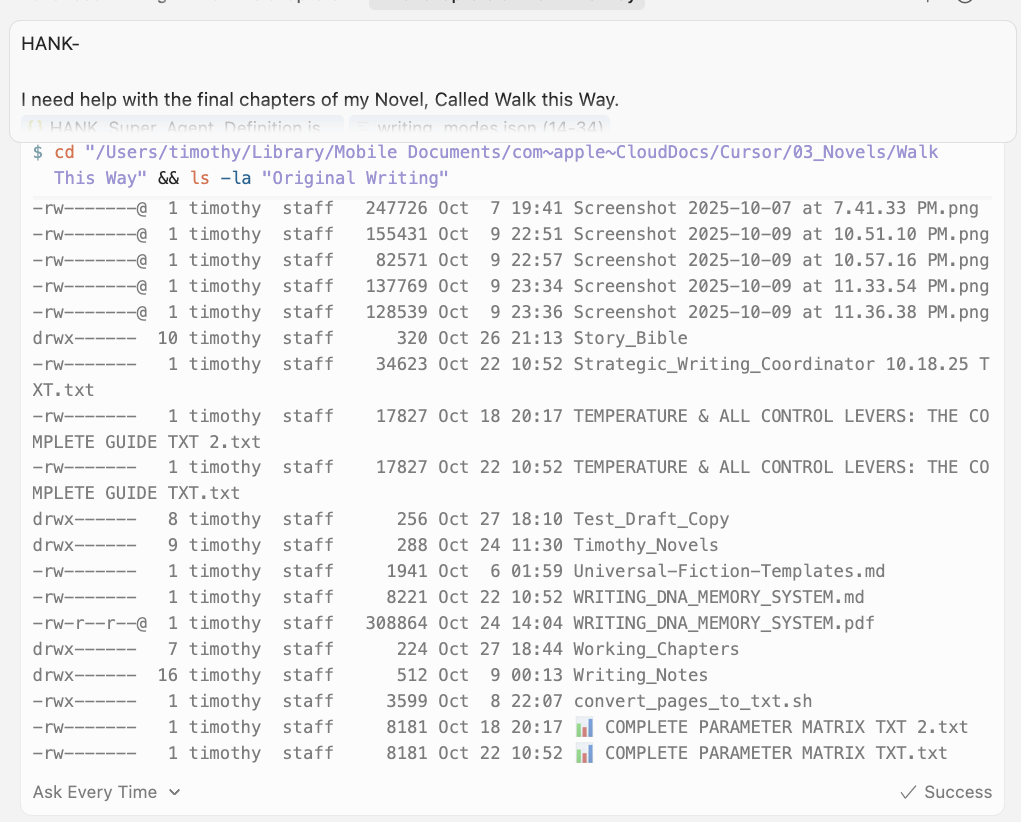 HANK-
I need help with the final chapters of my Novel, Called Walk this Way.
HANK_Super_Agent_Definition is writing_modes.json (14-34)
$ cd "/Users/timothy/Library/Mobile Documents/com~apple~CloudDocs/Cursor/03_Novels/Walk
This Way" && ls -la "Original Writing"
-rw-------@ 1 timothy staff 247726 Oct 7 19:41 Screenshot 2025-10-07 at 7.41.33 PM.png
-rw-------@ 1 timothy staff 155431 Oct 9 22:51 Screenshot 2025-10-09 at 10.51.10 PM.png
-rw-------@ 1 timothy staff 82571 Oct 9 22:57 Screenshot 2025-10-09 at 10.57.16 PM.png
-rw-------@ 1 timothy staff 137769 Oct 9 23:34 Screenshot 2025-10-09 at 11.33.54 PM.png
-rw-------@ 1 timothy staff 128539 Oct 9 23:36 Screenshot 2025-10-09 at 11.36.38 PM.png
drwx------ 10 timothy staff 320 Oct 26 21:13 Story_Bible
-rw------- 1 timothy staff 34623 Oct 22 10:52 Strategic_Writing_Coordinator 10.18.25 T
XT.txt
-rw------- 1 timothy staff 17827 Oct 18 20:17 TEMPERATURE & ALL CONTROL LEVERS: THE CO
MPLETE GUIDE TXT 2.txt
-rw------- 1 timothy staff 17827 Oct 22 10:52 TEMPERATURE & ALL CONTROL LEVERS: THE CO
MPLETE GUIDE TXT.txt
drwx------ 8 timothy staff 256 Oct 27 18:10 Test_Draft_Copy
drwx------ 9 timothy staff 288 Oct 24 11:30 Timothy_Novels
-rw------- 1 timothy staff 1941 Oct 6 01:59 Universal-Fiction-Templates.md
-rw------- 1 timothy staff 8221 Oct 22 10:52 WRITING_DNA_MEMORY_SYSTEM.md
-rw-r--r--@ 1 timothy staff 308864 Oct 24 14:04 WRITING_DNA_MEMORY_SYSTEM.pdf
drwx------ 7 timothy staff 224 Oct 27 18:44 Working_Chapters
drwx------ 16 timothy staff 512 Oct 9 00:13 Writing_Notes
-rwx------ 1 timothy staff 3599 Oct 8 22:07 convert_pages_to_txt.sh
-rw------- 1 timothy staff 8181 Oct 18 20:17 📊 COMPLETE PARAMETER MATRIX TXT 2.txt
-rw------- 1 timothy staff 8181 Oct 22 10:52 📊 COMPLETE PARAMETER MATRIX TXT.txt
Ask Every Time Success